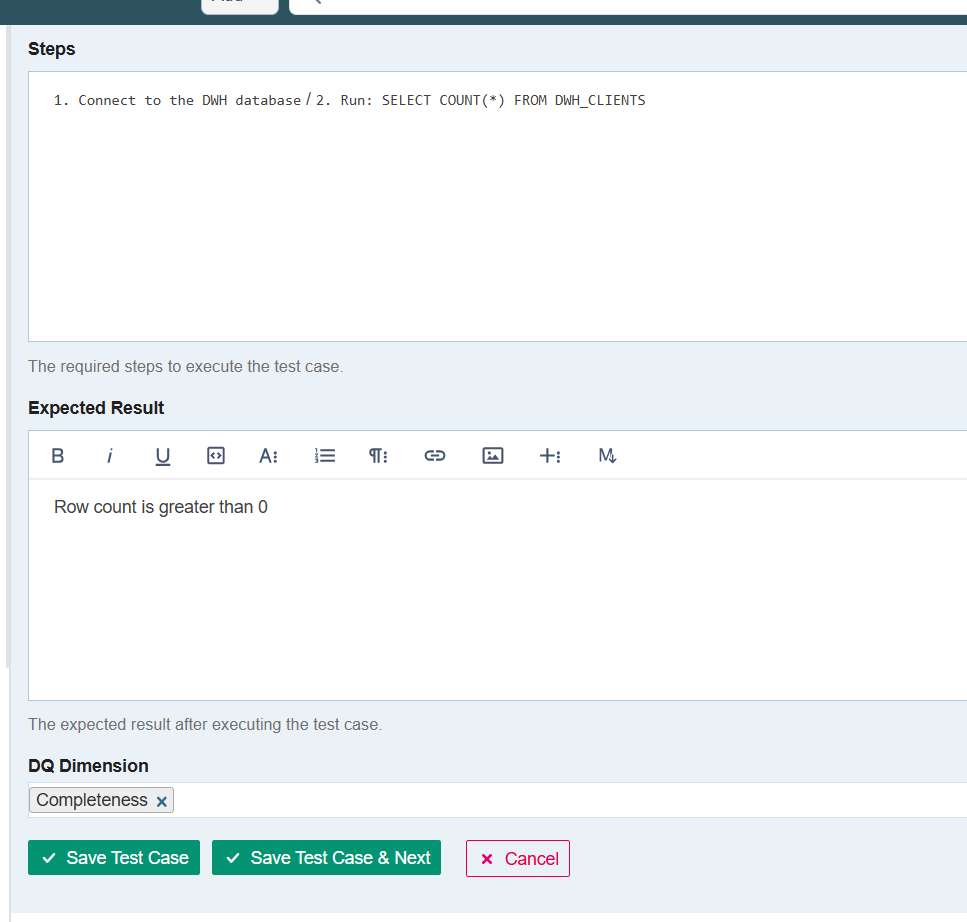 Steps
1. Connect to the DWH database / 2. Run: SELECT COUNT(*) FROM DWH_CLIENTS
The required steps to execute the test case.
Expected Result
B i U A: ¶: M↓
Row count is greater than 0
The expected result after executing the test case.
DQ Dimension
Completeness ×
✓ Save Test Case ✓ Save Test Case & Next × Cancel